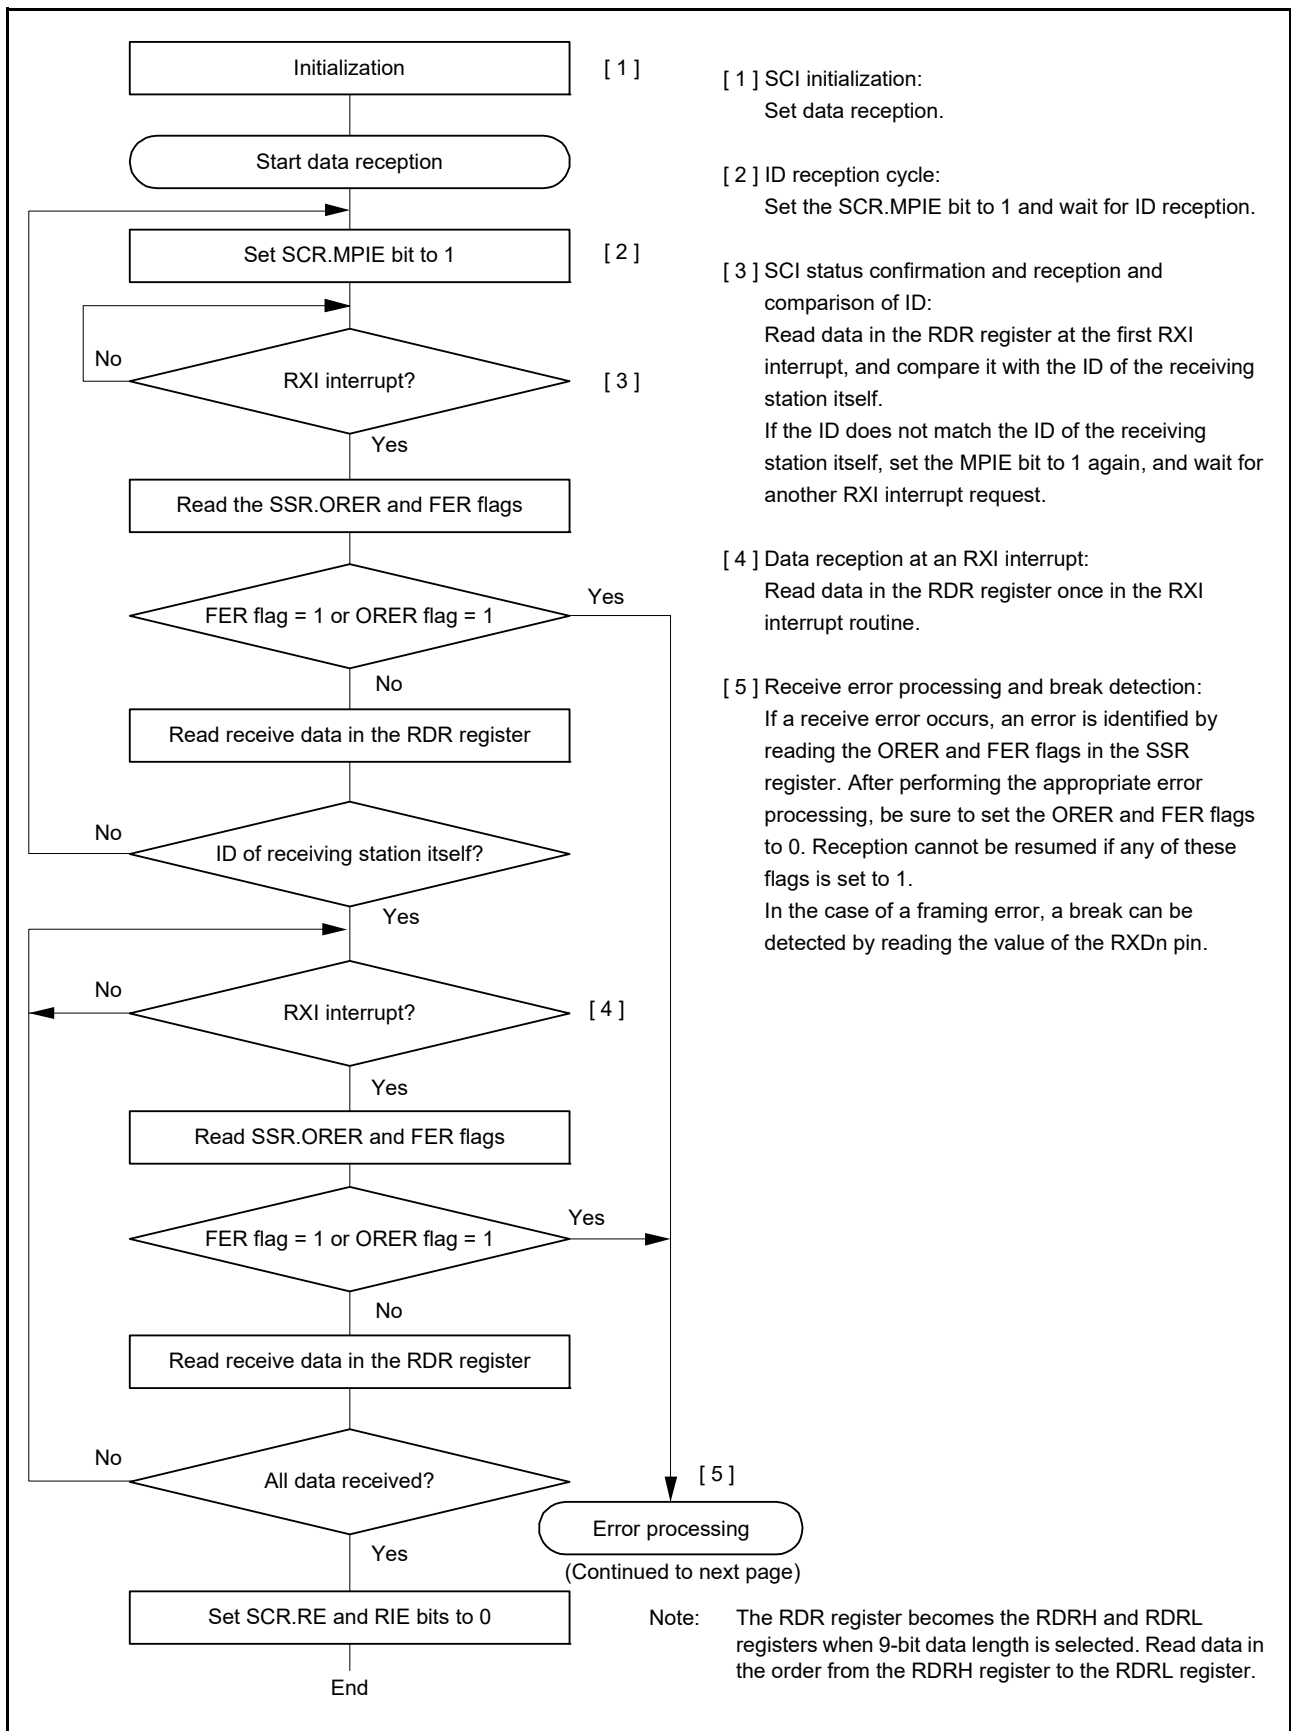 Initialization
[ 1 ]
Start data reception
Set SCR.MPIE bit to 1
[ 2 ]
No
RXI interrupt?
[ 3 ]
Yes
Read the SSR.ORER and FER flags
Yes
FER flag = 1 or ORER flag = 1
No
Read receive data in the RDR register
No
ID of receiving station itself?
Yes
No
RXI interrupt?
[ 4 ]
Yes
Read SSR.ORER and FER flags
Yes
FER flag = 1 or ORER flag = 1
No
Read receive data in the RDR register
No
All data received?
[ 5 ]
Error processing
(Continued to next page)
Yes
Set SCR.RE and RIE bits to 0
End
[ 1 ] SCI initialization:
Set data reception.
[ 2 ] ID reception cycle:
Set the SCR.MPIE bit to 1 and wait for ID reception.
[ 3 ] SCI status confirmation and reception and
comparison of ID:
Read data in the RDR register at the first RXI
interrupt, and compare it with the ID of the receiving
station itself.
If the ID does not match the ID of the receiving
station itself, set the MPIE bit to 1 again, and wait for
another RXI interrupt request.
[ 4 ] Data reception at an RXI interrupt:
Read data in the RDR register once in the RXI
interrupt routine.
[ 5 ] Receive error processing and break detection:
If a receive error occurs, an error is identified by
reading the ORER and FER flags in the SSR
register. After performing the appropriate error
processing, be sure to set the ORER and FER flags
to 0. Reception cannot be resumed if any of these
flags is set to 1.
In the case of a framing error, a break can be
detected by reading the value of the RXDn pin.
Note: The RDR register becomes the RDRH and RDRL
registers when 9-bit data length is selected. Read data in
the order from the RDRH register to the RDRL register.